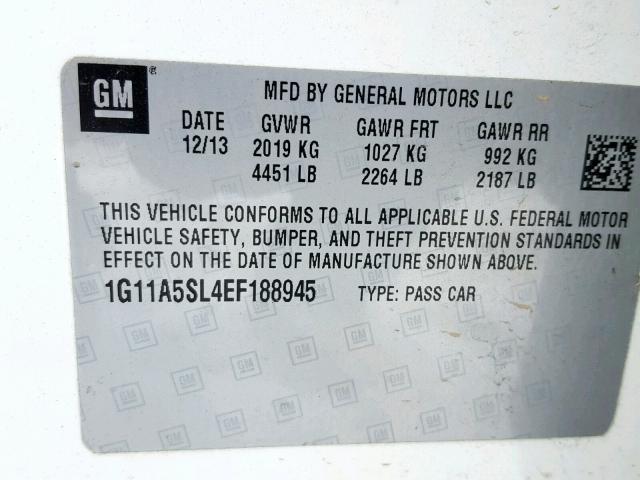 GM®
MFD BY GENERAL MOTORS LLC
DATE GVWR GAWR FRT GAWR RR
12/13 2019 KG 1027 KG 992 KG
4451 LB 2264 LB 2187 LB
THIS VEHICLE CONFORMS TO ALL APPLICABLE U.S. FEDERAL MOTOR
VEHICLE SAFETY, BUMPER, AND THEFT PREVENTION STANDARDS IN
EFFECT ON THE DATE OF MANUFACTURE SHOWN ABOVE.
1G11A5SL4EF188945 TYPE: PASS CAR